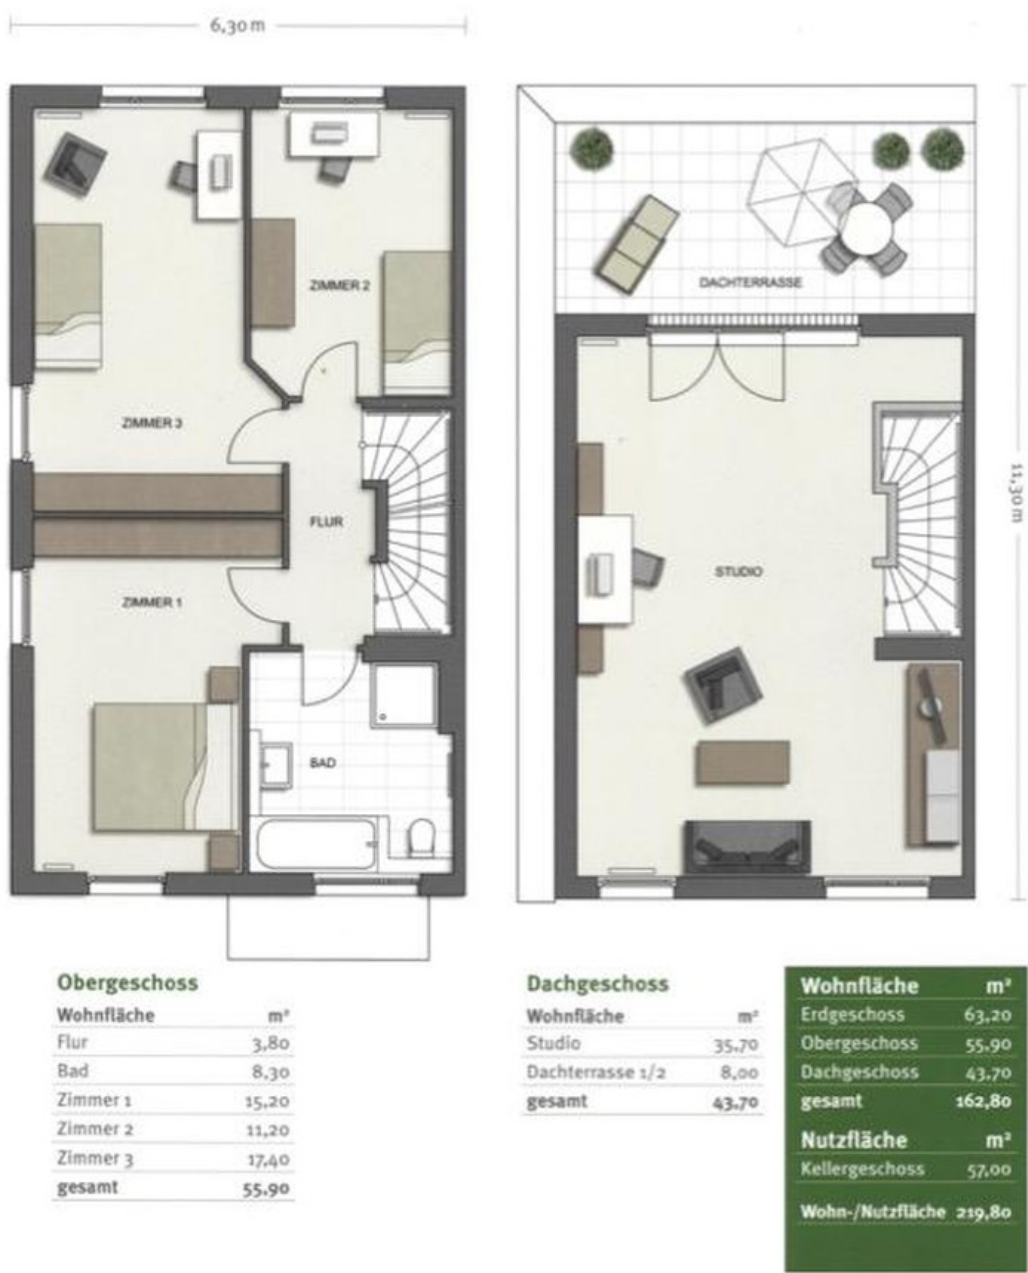 6,30 m
ZIMMER 2
ZIMMER 3
FLUR
ZIMMER 1
BAD
DACHTERRASSE
STUDIO
11,30 m
Obergeschoss
Wohnfläche m²
Flur 3,80
Bad 8,30
Zimmer 1 15,20
Zimmer 2 11,20
Zimmer 3 17,40
gesamt 55,90
Dachgeschoss
Wohnfläche m²
Studio 35,70
Dachterrasse 1/2 8,00
gesamt 43,70
Wohnfläche m²
Erdgeschoss 63,20
Obergeschoss 55,90
Dachgeschoss 43,70
gesamt 162,80
Nutzfläche m²
Kellergeschoss 57,00
Wohn-/Nutzfläche 219,80